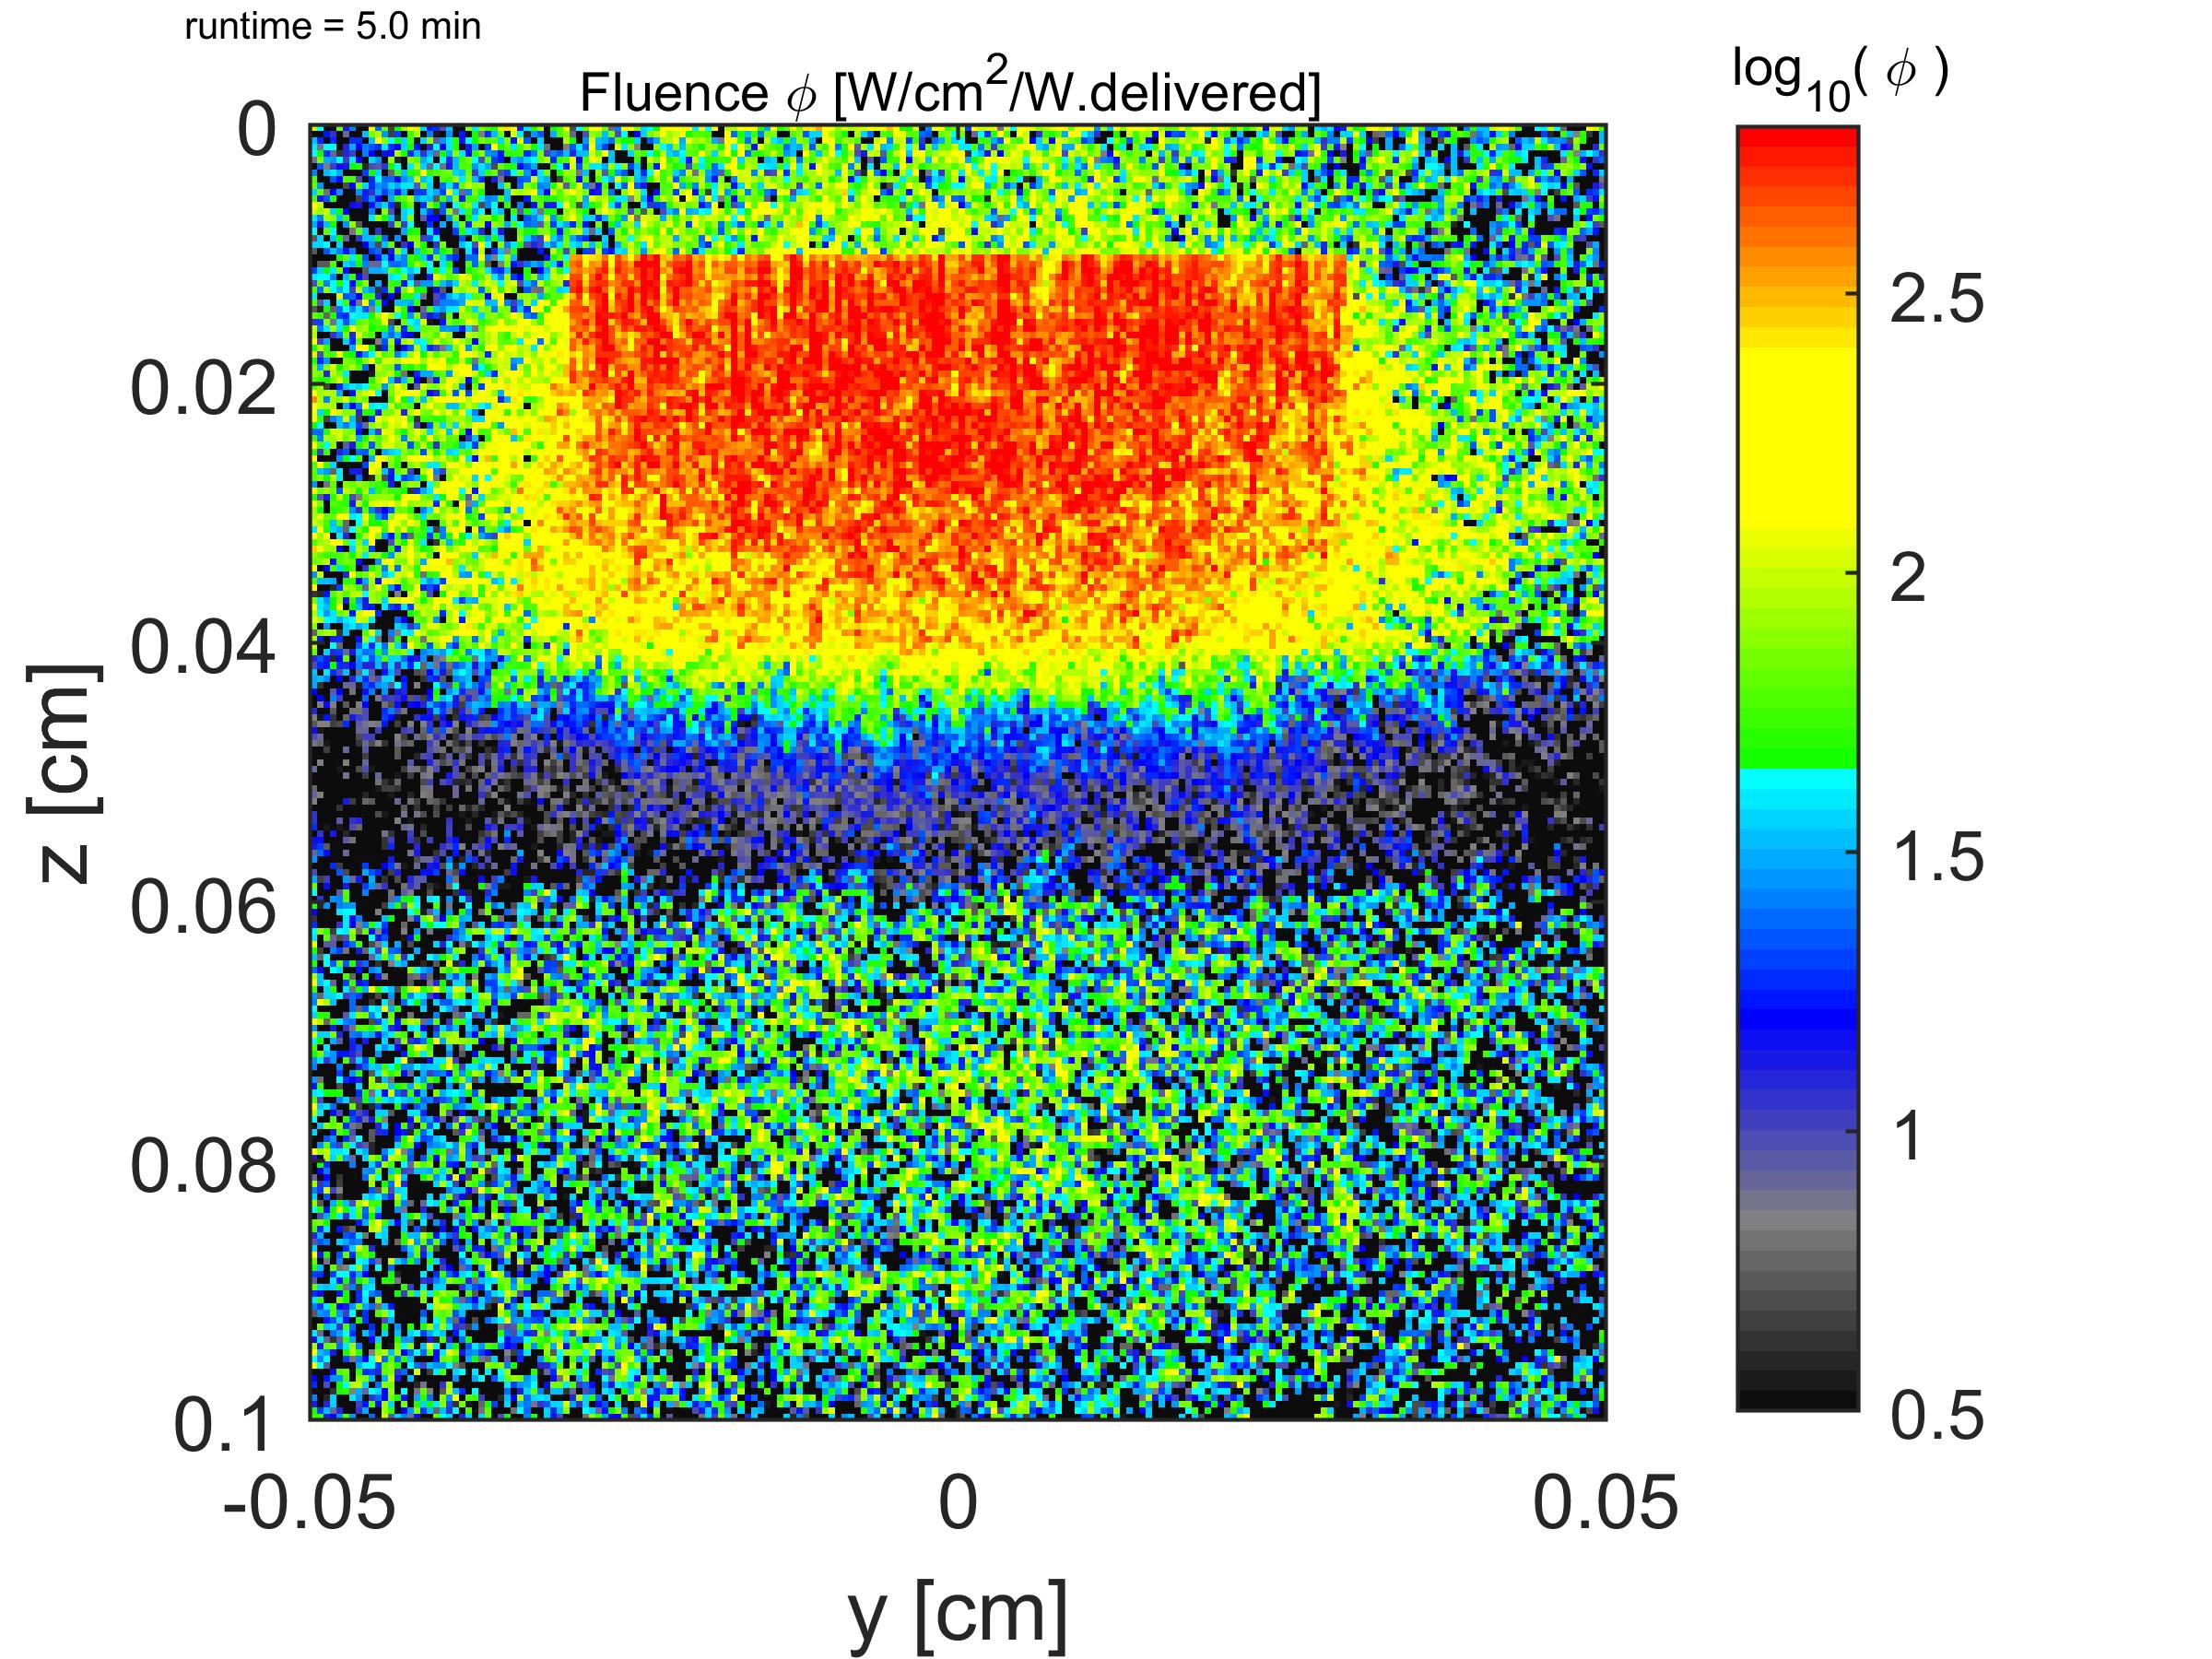 runtime = 5.0 min
Fluence ϕ [W/cm²/W.delivered]
log₁₀( ϕ )
0
0.02
0.04
0.06
0.08
0.1
z [cm]
-0.05
0
0.05
y [cm]
2.5
2
1.5
1
0.5